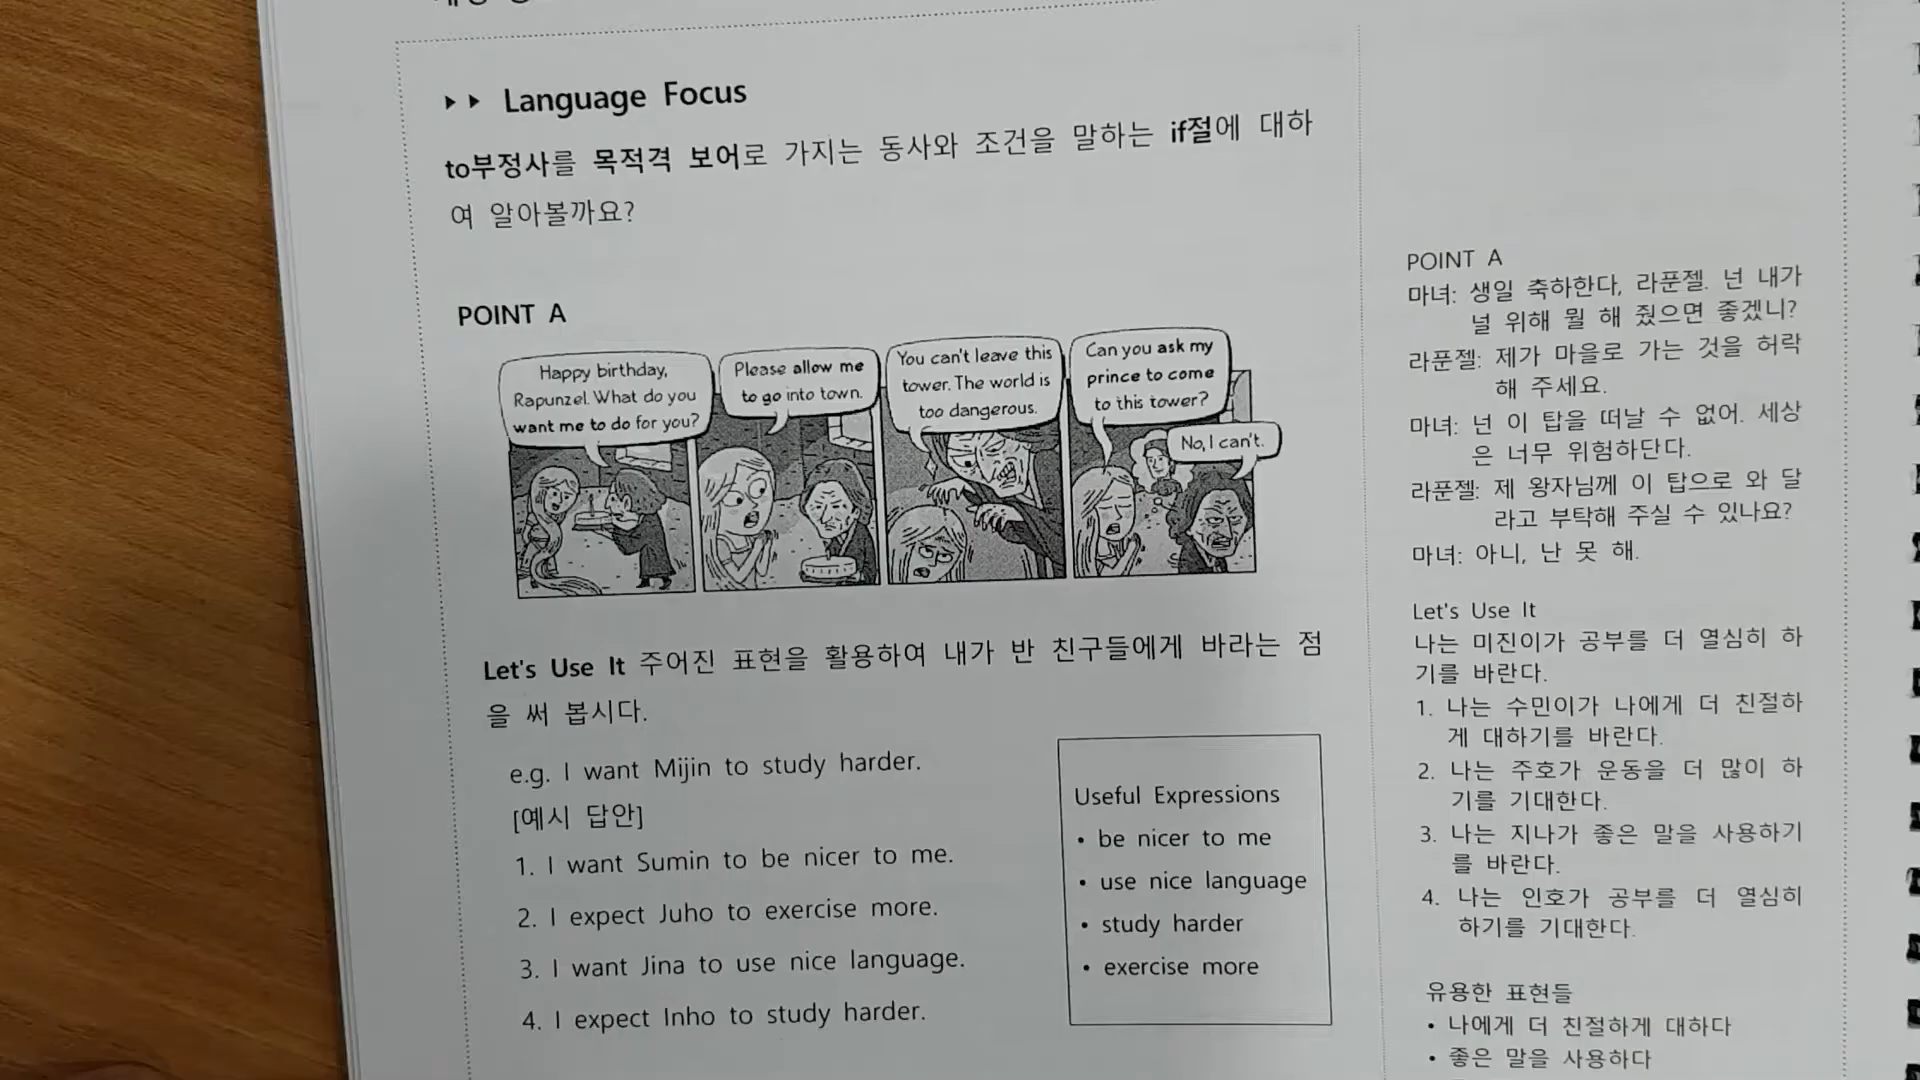 ▶▶ Language Focus
to부정사를 목적격 보어로 가지는 동사와 조건을 말하는 if절에 대하
여 알아볼까요?
POINT A
Happy birthday,
Rapunzel. What do you
want me to do for you?
Please allow me
to go into town.
You can't leave this
tower. The world is
too dangerous.
Can you ask my
prince to come
to this tower?
No, I can't.
Let's Use It 주어진 표현을 활용하여 내가 반 친구들에게 바라는 점
을 써 봅시다.
e.g. I want Mijin to study harder.
[예시 답안]
1. I want Sumin to be nicer to me.
2. I expect Juho to exercise more.
3. I want Jina to use nice language.
4. I expect Inho to study harder.
Useful Expressions
• be nicer to me
• use nice language
• study harder
• exercise more
POINT A
마녀: 생일 축하한다, 라푼젤. 넌 내가
널 위해 뭘 해 줬으면 좋겠니?
라푼젤: 제가 마을로 가는 것을 허락
해 주세요.
마녀: 넌 이 탑을 떠날 수 없어. 세상
은 너무 위험하단다.
라푼젤: 제 왕자님께 이 탑으로 와 달
라고 부탁해 주실 수 있나요?
마녀: 아니, 난 못 해.
Let's Use It
나는 미진이가 공부를 더 열심히 하
기를 바란다.
1. 나는 수민이가 나에게 더 친절하
게 대하기를 바란다.
2. 나는 주호가 운동을 더 많이 하
기를 기대한다.
3. 나는 지나가 좋은 말을 사용하기
를 바란다.
4. 나는 인호가 공부를 더 열심히
하기를 기대한다.
유용한 표현들
• 나에게 더 친절하게 대하다
• 좋은 말을 사용하다